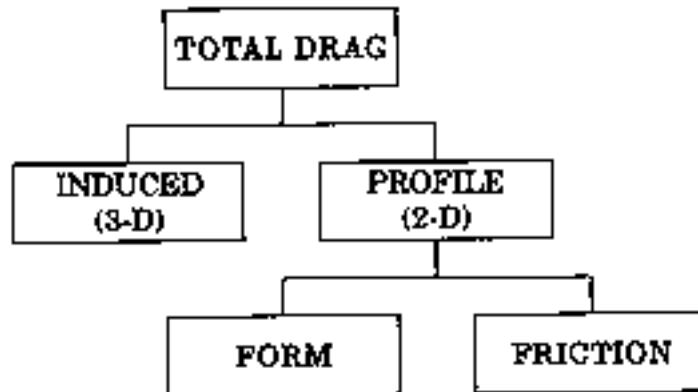 TOTAL DRAG
INDUCED
(3-D)
PROFILE
(2-D)
FORM
FRICTION